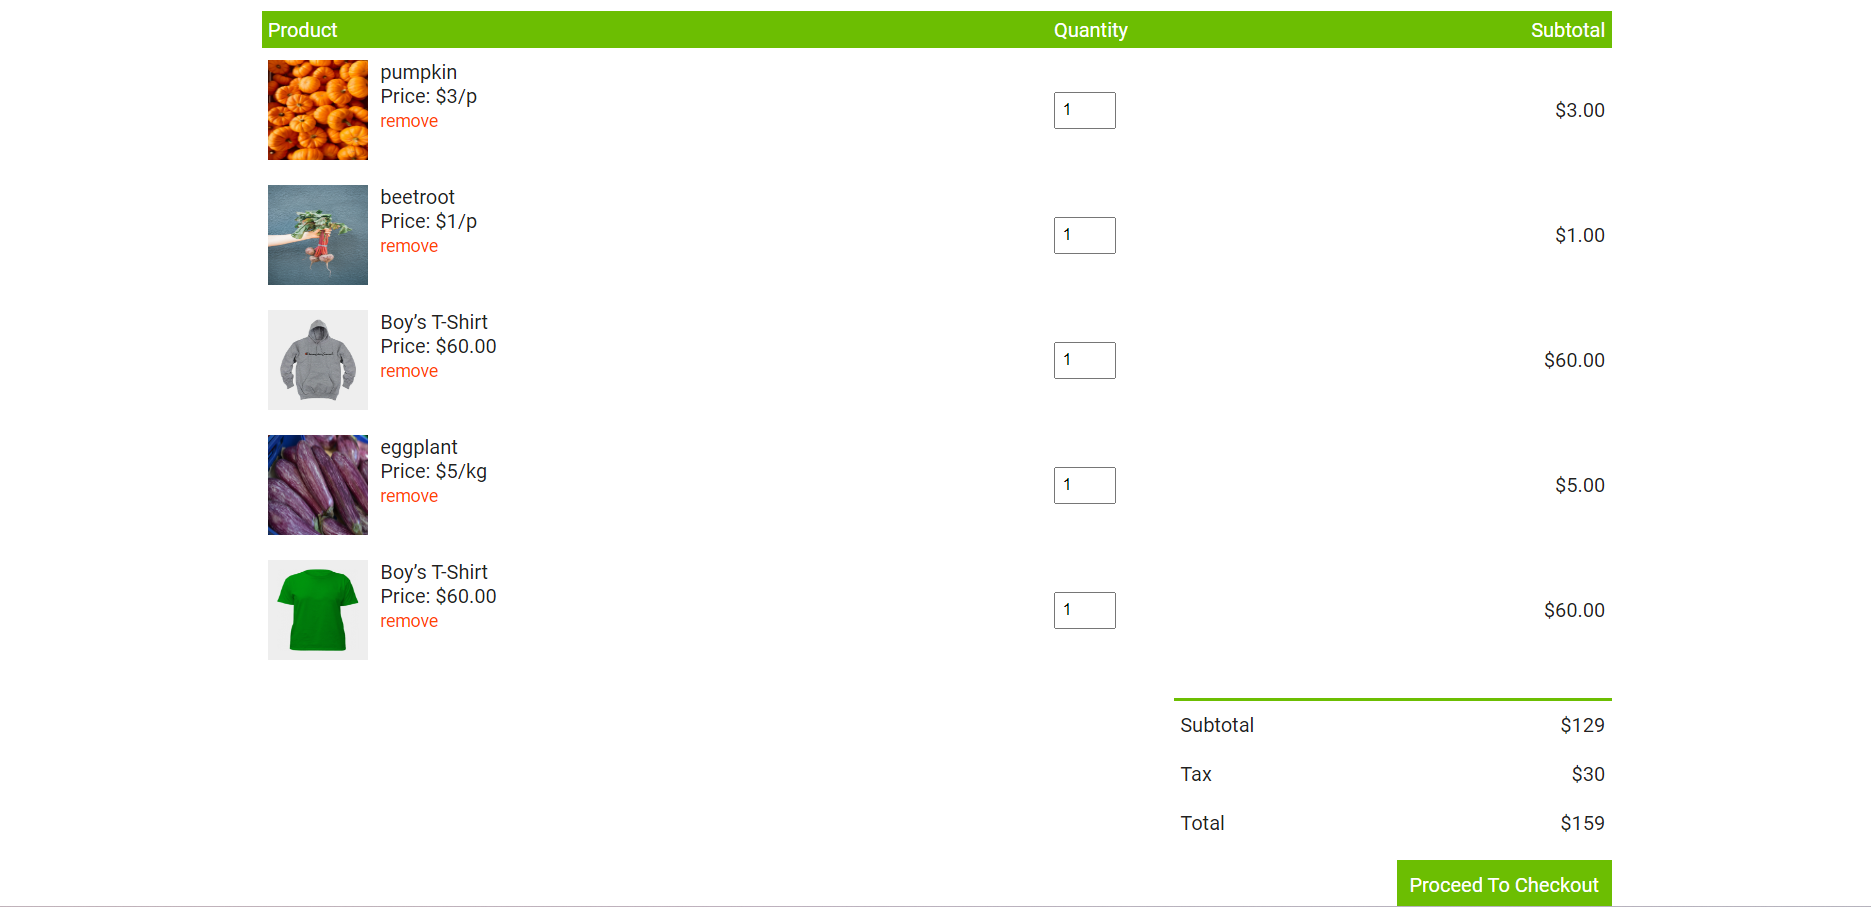 Product Quantity Subtotal
pumpkin
Price: $3/p
remove
1
$3.00
beetroot
Price: $1/p
remove
1
$1.00
Boy’s T-Shirt
Price: $60.00
remove
1
$60.00
eggplant
Price: $5/kg
remove
1
$5.00
Boy’s T-Shirt
Price: $60.00
remove
1
$60.00
Subtotal $129
Tax $30
Total $159
Proceed To Checkout